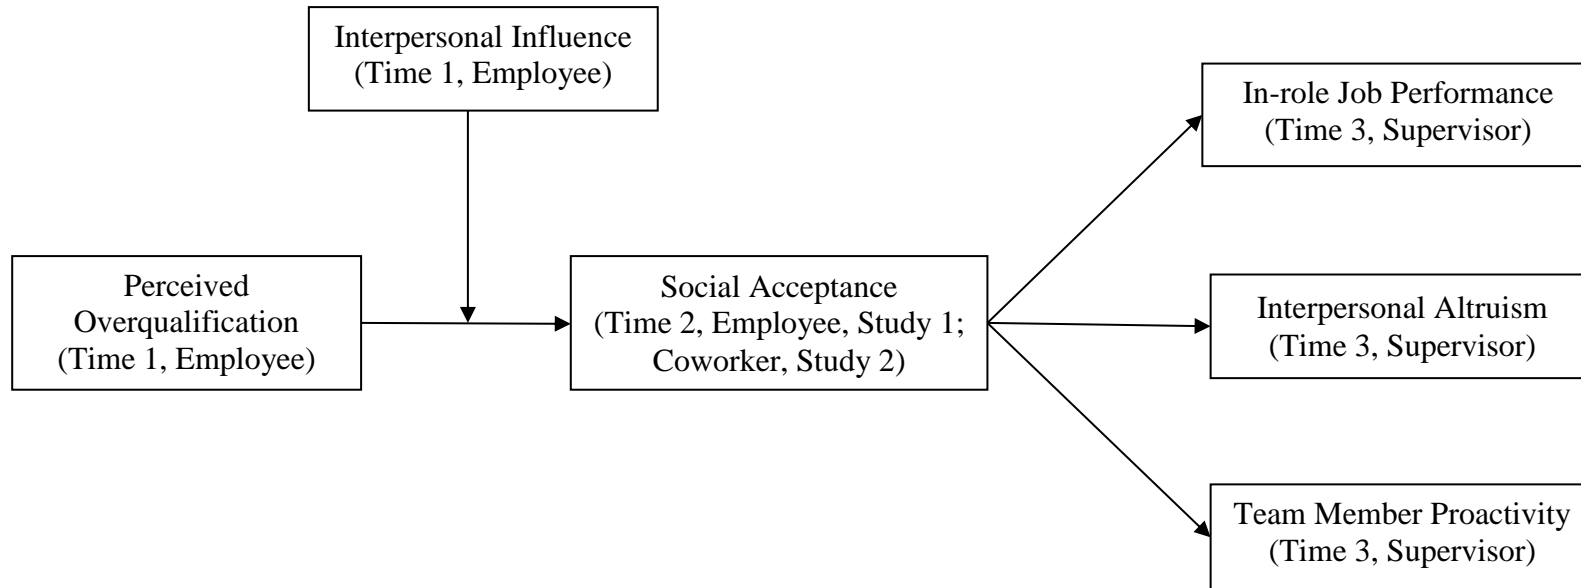 Interpersonal Influence
(Time 1, Employee)
In-role Job Performance
(Time 3, Supervisor)
Perceived
Overqualification
(Time 1, Employee)
Social Acceptance
(Time 2, Employee, Study 1;
Coworker, Study 2)
Interpersonal Altruism
(Time 3, Supervisor)
Team Member Proactivity
(Time 3, Supervisor)